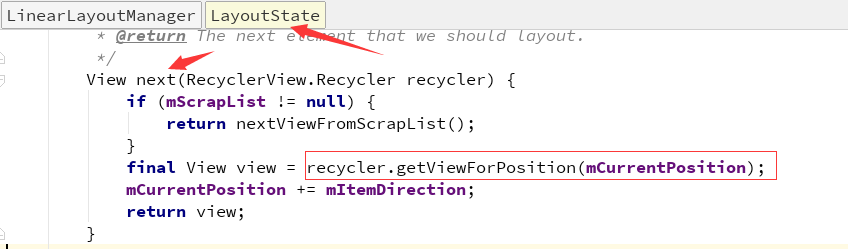 LinearLayoutManager LayoutState
* @return The next element that we should layout.
*/
View next(RecyclerView.Recycler recycler) {
if (mScrapList != null) {
return nextViewFromScrapList();
}
final View view = recycler.getViewForPosition(mCurrentPosition);
mCurrentPosition += mItemDirection;
return view;
}